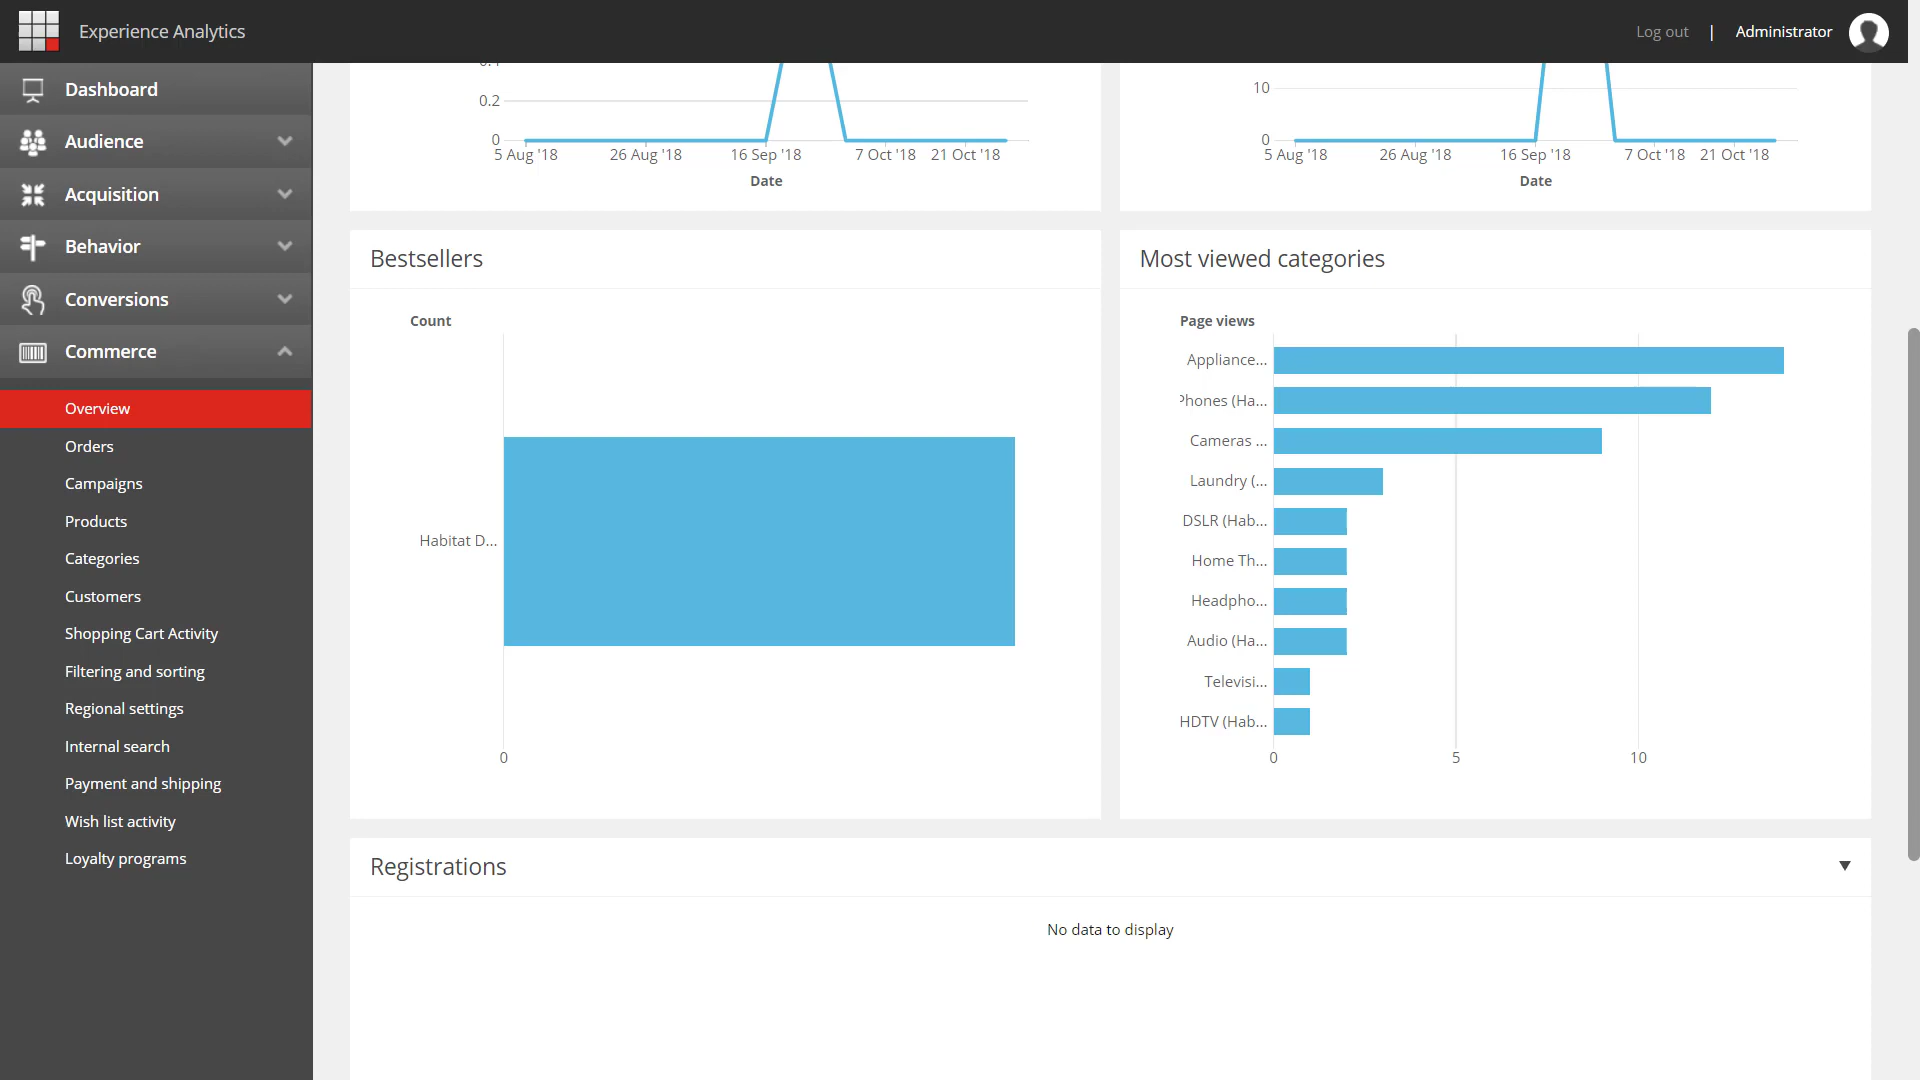 Experience Analytics
Log out | Administrator
Dashboard
Audience
Acquisition
Behavior
Conversions
Commerce
Overview
Orders
Campaigns
Products
Categories
Customers
Shopping Cart Activity
Filtering and sorting
Regional settings
Internal search
Payment and shipping
Wish list activity
Loyalty programs
0.2
0
5 Aug '18 26 Aug '18 16 Sep '18 7 Oct '18 21 Oct '18
Date
10
0
5 Aug '18 26 Aug '18 16 Sep '18 7 Oct '18 21 Oct '18
Date
Bestsellers
Count
Habitat D...
0
Most viewed categories
Page views
Appliance...
Phones (Ha...
Cameras ...
Laundry (...
DSLR (Hab...
Home Th...
Headpho...
Audio (Ha...
Televisi...
HDTV (Hab...
0 5 10
Registrations
No data to display